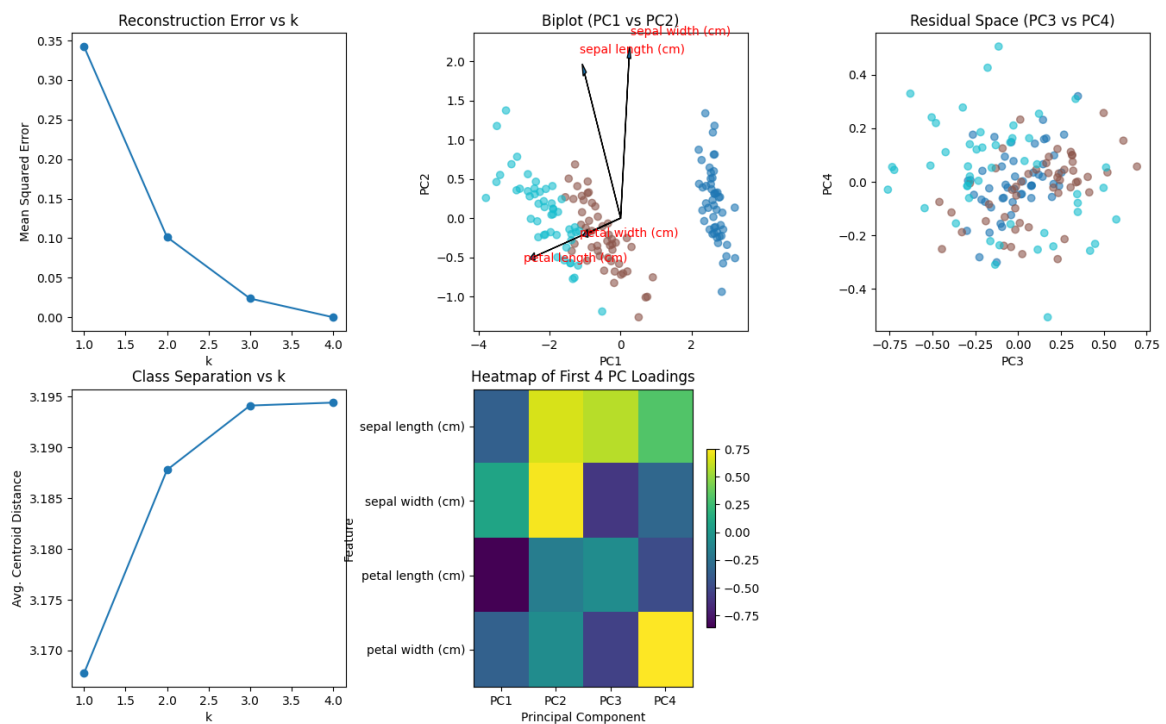 Reconstruction Error vs k
Mean Squared Error
0.35
0.30
0.25
0.20
0.15
0.10
0.05
0.00
1.0 1.5 2.0 2.5 3.0 3.5 4.0
k
Biplot (PC1 vs PC2)
PC2
2.0
1.5
1.0
0.5
0.0
−0.5
−1.0
sepal width (cm)
sepal length (cm)
petal width (cm)
petal length (cm)
−4 −2 0 2
PC1
Residual Space (PC3 vs PC4)
PC4
0.4
0.2
0.0
−0.2
−0.4
−0.75 −0.50 −0.25 0.00 0.25 0.50 0.75
PC3
Class Separation vs k
Avg. Centroid Distance
3.195
3.190
3.185
3.180
3.175
3.170
1.0 1.5 2.0 2.5 3.0 3.5 4.0
k
Heatmap of First 4 PC Loadings
Feature
sepal length (cm)
sepal width (cm)
petal length (cm)
petal width (cm)
PC1 PC2 PC3 PC4
Principal Component
0.75
0.50
0.25
0.00
−0.25
−0.50
−0.75